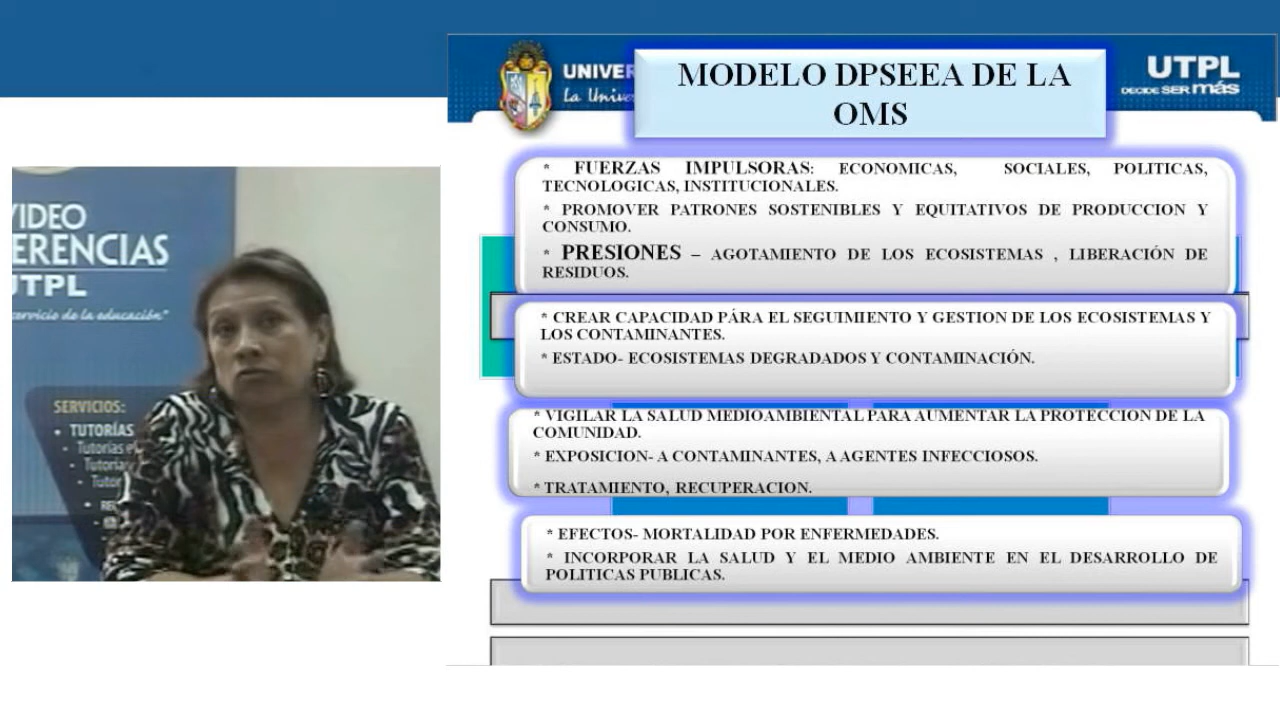 UNIVER
La Unive
MODELO DPSEEA DE LA
OMS
UTPL
DECIDE SER más
* FUERZAS IMPULSORAS: ECONOMICAS, SOCIALES, POLITICAS,
TECNOLOGICAS, INSTITUCIONALES.
* PROMOVER PATRONES SOSTENIBLES Y EQUITATIVOS DE PRODUCCION Y
CONSUMO.
* PRESIONES – AGOTAMIENTO DE LOS ECOSISTEMAS , LIBERACIÓN DE
RESIDUOS.
* CREAR CAPACIDAD PÁRA EL SEGUIMIENTO Y GESTION DE LOS ECOSISTEMAS Y
LOS CONTAMINANTES.
* ESTADO- ECOSISTEMAS DEGRADADOS Y CONTAMINACIÓN.
* VIGILAR LA SALUD MEDIOAMBIENTAL PARA AUMENTAR LA PROTECCION DE LA
COMUNIDAD.
* EXPOSICION- A CONTAMINANTES, A AGENTES INFECCIOSOS.
* TRATAMIENTO, RECUPERACION.
* EFECTOS- MORTALIDAD POR ENFERMEDADES.
* INCORPORAR LA SALUD Y EL MEDIO AMBIENTE EN EL DESARROLLO DE
POLITICAS PUBLICAS.
VIDEO
ERENCIAS
UTPL
servicio de la educación"
SERVICIOS:
• TUTORÍAS
- Tutorías e
- Tutoría
- Tutor